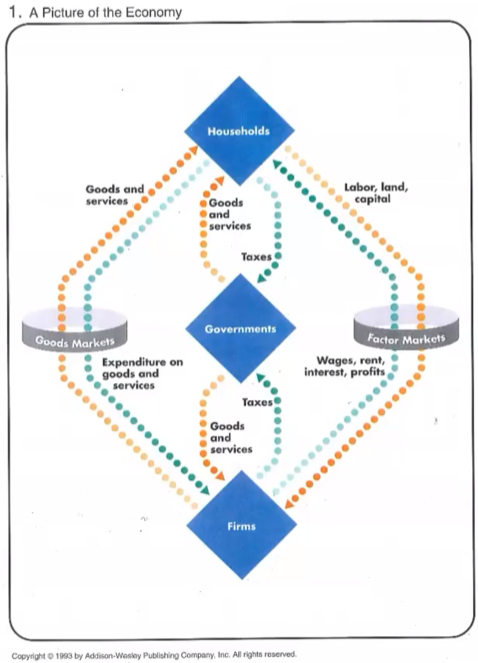 1. A Picture of the Economy
Households
Goods and
services
Goods
and
services
Labor, land,
capital
Taxes
Governments
Goods Markets
Factor Markets
Expenditure on
goods and
services
Wages, rent,
interest, profits
Taxes
Goods
and
services
Firms
Copyright © 1993 by Addison-Wesley Publishing Company, Inc. All rights reserved.